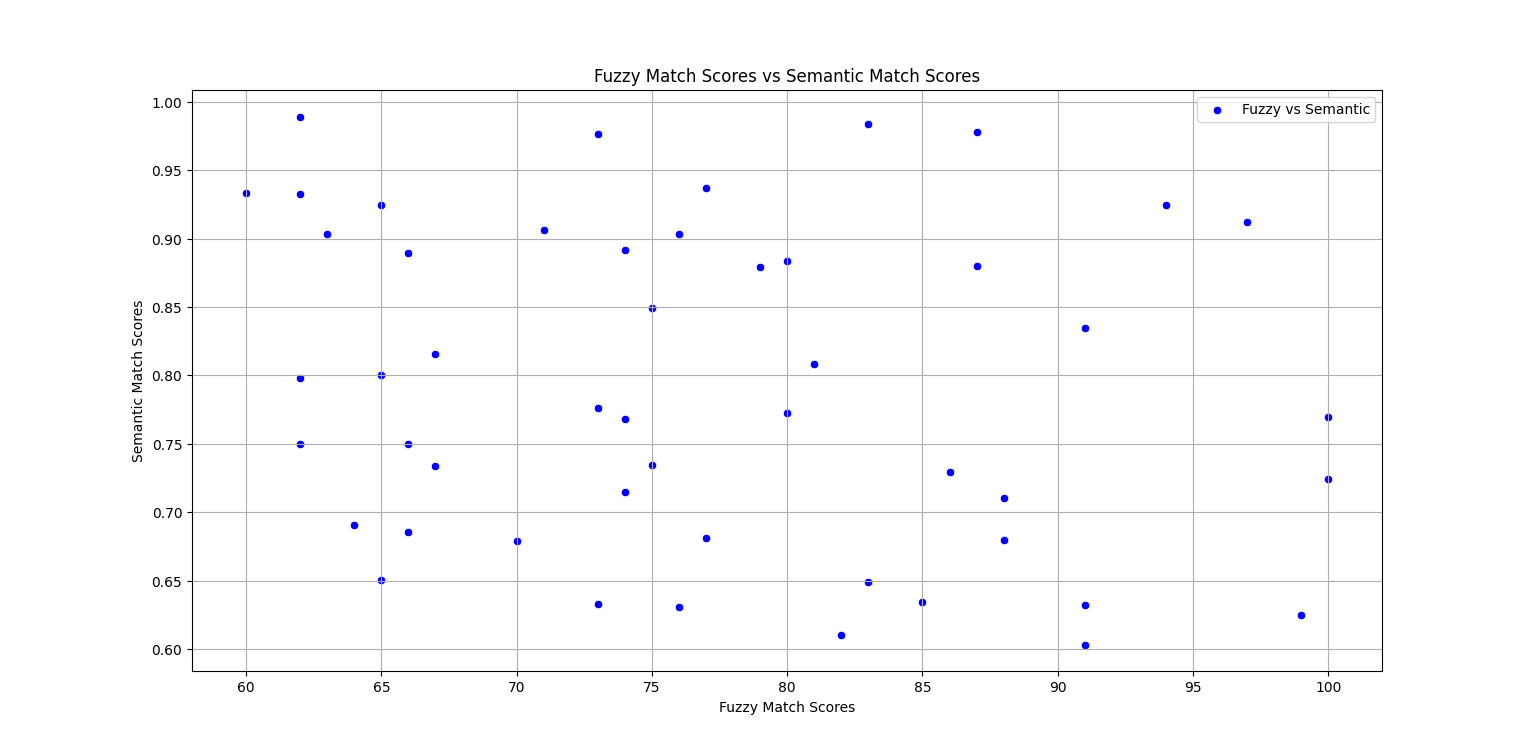 Fuzzy Match Scores vs Semantic Match Scores
Fuzzy vs Semantic
Semantic Match Scores
1.00
0.95
0.90
0.85
0.80
0.75
0.70
0.65
0.60
60 65 70 75 80 85 90 95 100
Fuzzy Match Scores